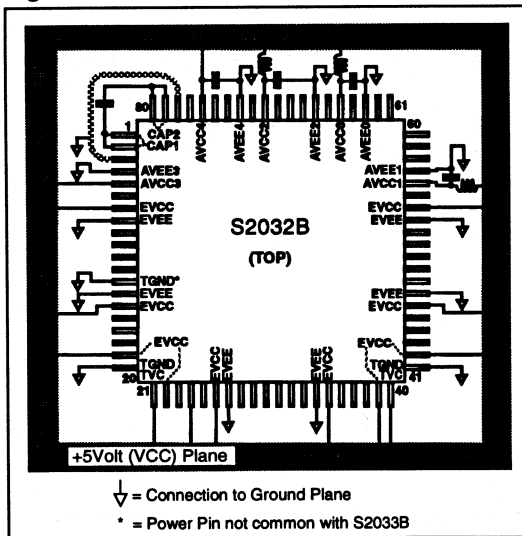 80
61
1
60
CAP2
CAP1
AVCC4
AVEE4
AVCC2
AVEE2
AVCC0
AVEE0
AVEE3
AVCC3
AVEE1
AVCC1
EVCC
EVEE
EVCC
EVEE
S2032B
(TOP)
TGND*
EVEE
EVCC
EVEE
EVCC
EVCC
EVCC
TGND
TVC
EVCC
EVEE
EVEE
EVCC
TGND
TVC
20
21
40
41
+5Volt (VCC) Plane
= Connection to Ground Plane
* = Power Pin not common with S2033B